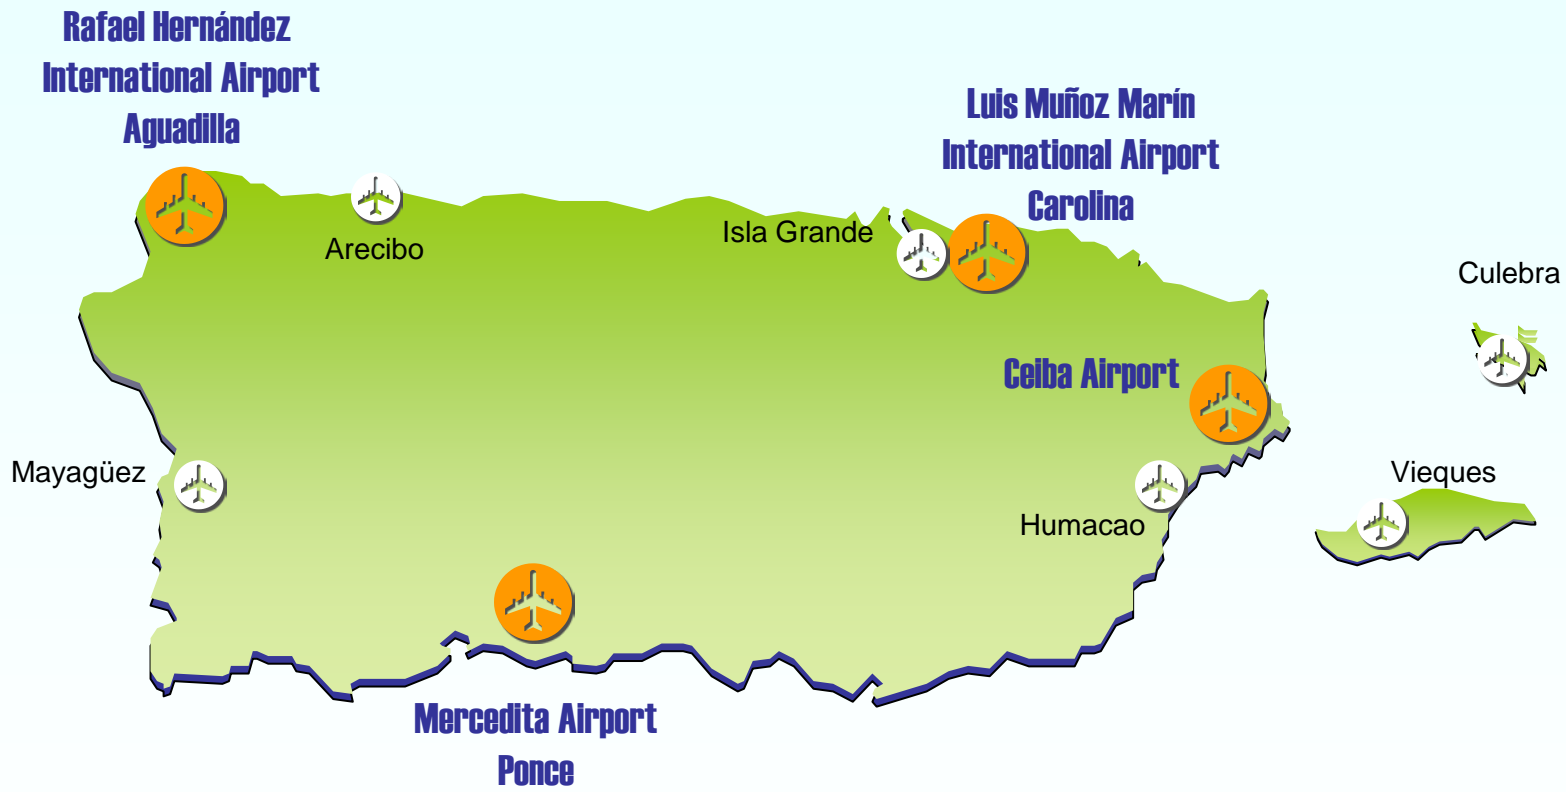 Rafael Hernández
International Airport
Aguadilla
Luis Muñoz Marín
International Airport
Carolina
Isla Grande
Arecibo
Culebra
Ceiba Airport
Mayagüez
Vieques
Humacao
Mercedita Airport
Ponce